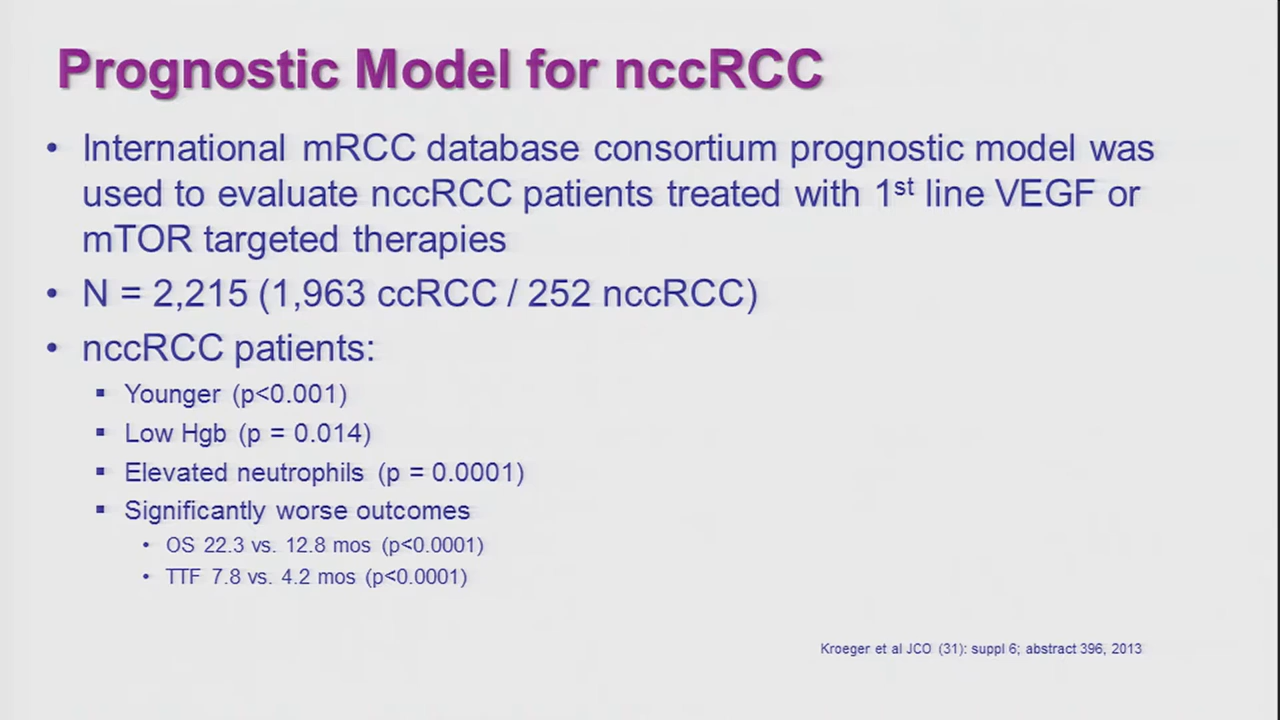 Prognostic Model for nccRCC
• International mRCC database consortium prognostic model was
used to evaluate nccRCC patients treated with 1st line VEGF or
mTOR targeted therapies
• N = 2,215 (1,963 ccRCC / 252 nccRCC)
• nccRCC patients:
▪ Younger (p<0.001)
▪ Low Hgb (p = 0.014)
▪ Elevated neutrophils (p = 0.0001)
▪ Significantly worse outcomes
• OS 22.3 vs. 12.8 mos (p<0.0001)
• TTF 7.8 vs. 4.2 mos (p<0.0001)
Kroeger et al JCO (31): suppl 6; abstract 396, 2013